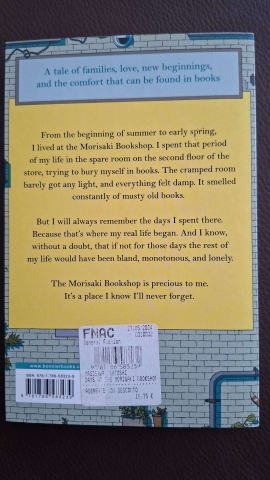 A tale of families, love, new beginnings,
and the comfort that can be found in books
From the beginning of summer to early spring,
I lived at the Morisaki Bookshop. I spent that period
of my life in the spare room on the second floor of the
store, trying to bury myself in books. The cramped room
barely got any light, and everything felt damp. It smelled
constantly of musty old books.
But I will always remember the days I spent there.
Because that's where my real life began. And I know,
without a doubt, that if not for those days the rest of
my life would have been bland, monotonous, and lonely.
The Morisaki Bookshop is precious to me.
It's a place I know I'll never forget.
FNAC
General Fiction
DAYS AT THE MORISAKI BOOKSHOP
www.bonnierbooks.co